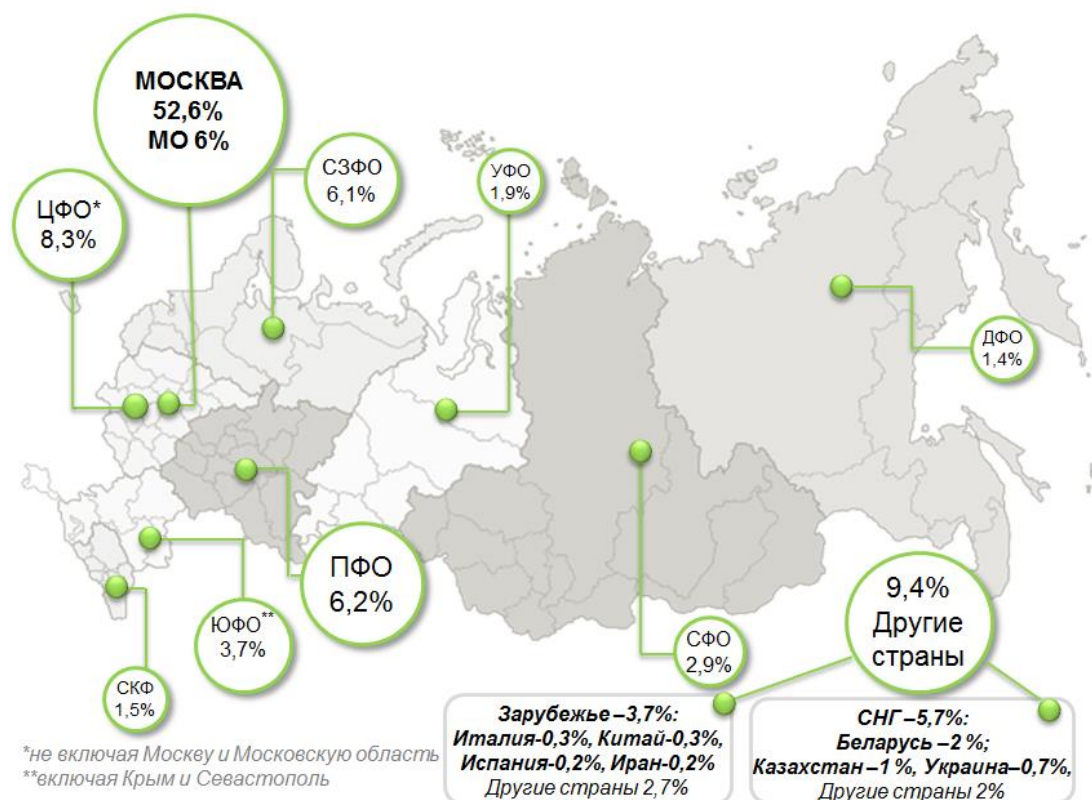 МОСКВА
52,6%
МО 6%
СЗФО
6,1%
УФО
1,9%
ЦФО*
8,3%
ДФО
1,4%
ПФО
6,2%
ЮФО**
3,7%
СКФ
1,5%
СФО
2,9%
9,4%
Другие
страны
Зарубежье –3,7%:
Италия-0,3%, Китай-0,3%,
Испания-0,2%, Иран-0,2%
Другие страны 2,7%
СНГ –5,7%:
Беларусь –2 %;
Казахстан –1 %, Украина–0,7%,
Другие страны 2%
*не включая Москву и Московскую область
**включая Крым и Севастополь